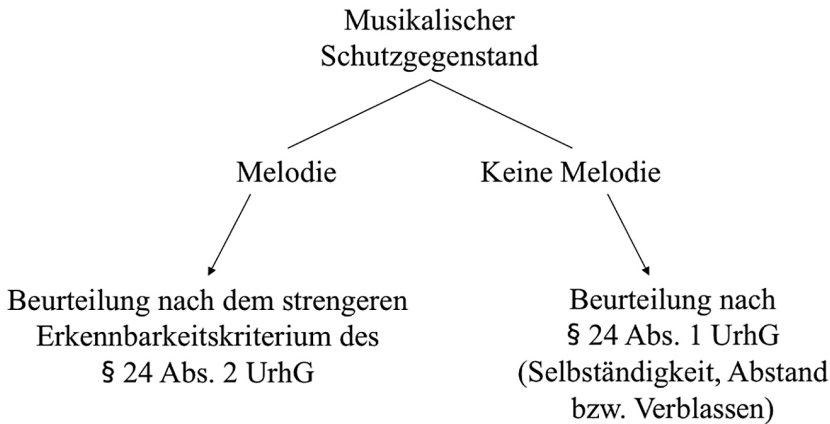 Musikalischer
Schutzgegenstand
Melodie
Keine Melodie
Beurteilung nach dem strengeren
Erkennbarkeitskriterium des
§ 24 Abs. 2 UrhG
Beurteilung nach
§ 24 Abs. 1 UrhG
(Selbständigkeit, Abstand
bzw. Verblassen)